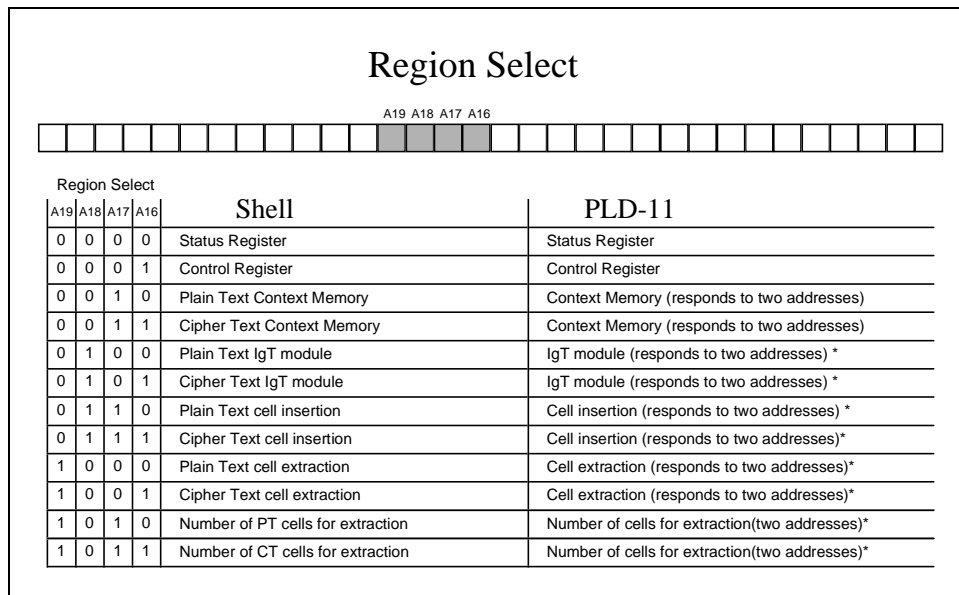 Region Select
A19 A18 A17 A16
Region Select
A19 A18 A17 A16 Shell PLD-11
0 0 0 0 Status Register Status Register
0 0 0 1 Control Register Control Register
0 0 1 0 Plain Text Context Memory Context Memory (responds to two addresses)
0 0 1 1 Cipher Text Context Memory Context Memory (responds to two addresses)
0 1 0 0 Plain Text IgT module IgT module (responds to two addresses) *
0 1 0 1 Cipher Text IgT module IgT module (responds to two addresses) *
0 1 1 0 Plain Text cell insertion Cell insertion (responds to two addresses) *
0 1 1 1 Cipher Text cell insertion Cell insertion (responds to two addresses)*
1 0 0 0 Plain Text cell extraction Cell extraction (responds to two addresses)*
1 0 0 1 Cipher Text cell extraction Cell extraction (responds to two addresses)*
1 0 1 0 Number of PT cells for extraction Number of cells for extraction(two addresses)*
1 0 1 1 Number of CT cells for extraction Number of cells for extraction(two addresses)*